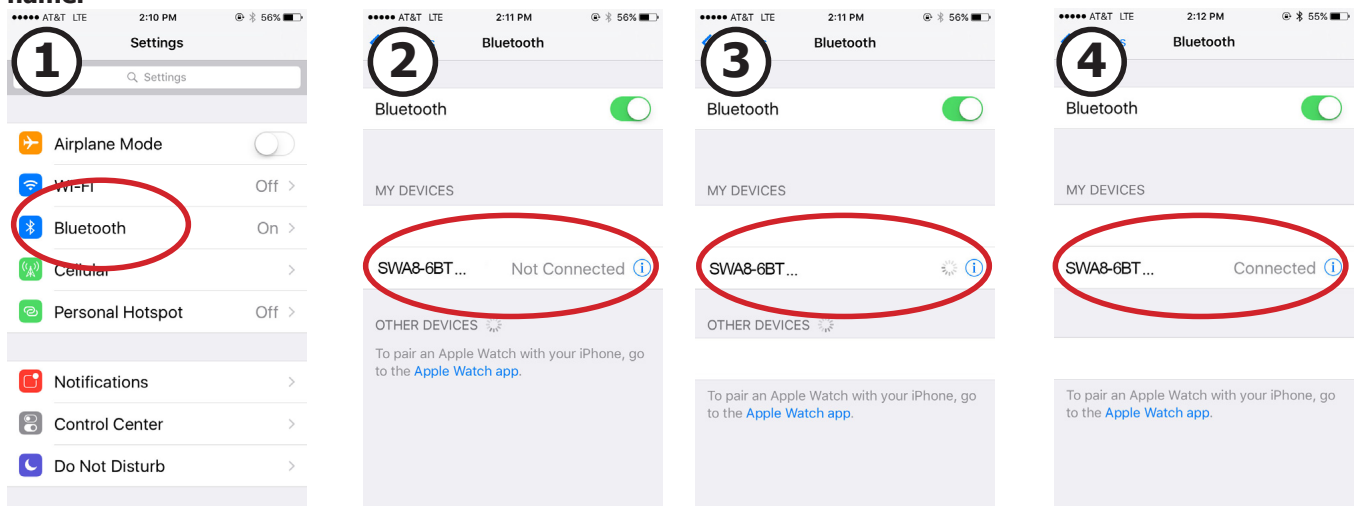 AT&T LTE 2:10 PM 56%
1
Settings
Settings
Airplane Mode
Wi-Fi Off
Bluetooth On
Cellular
Personal Hotspot Off
Notifications
Control Center
Do Not Disturb
AT&T LTE 2:11 PM 56%
2
Bluetooth
Bluetooth
MY DEVICES
SWA8-6BT... Not Connected
OTHER DEVICES
To pair an Apple Watch with your iPhone, go
to the Apple Watch app.
AT&T LTE 2:11 PM 56%
3
Bluetooth
Bluetooth
MY DEVICES
SWA8-6BT...
OTHER DEVICES
To pair an Apple Watch with your iPhone, go
to the Apple Watch app.
AT&T LTE 2:12 PM 55%
4
Bluetooth
Bluetooth
MY DEVICES
SWA8-6BT... Connected
To pair an Apple Watch with your iPhone, go
to the Apple Watch app.